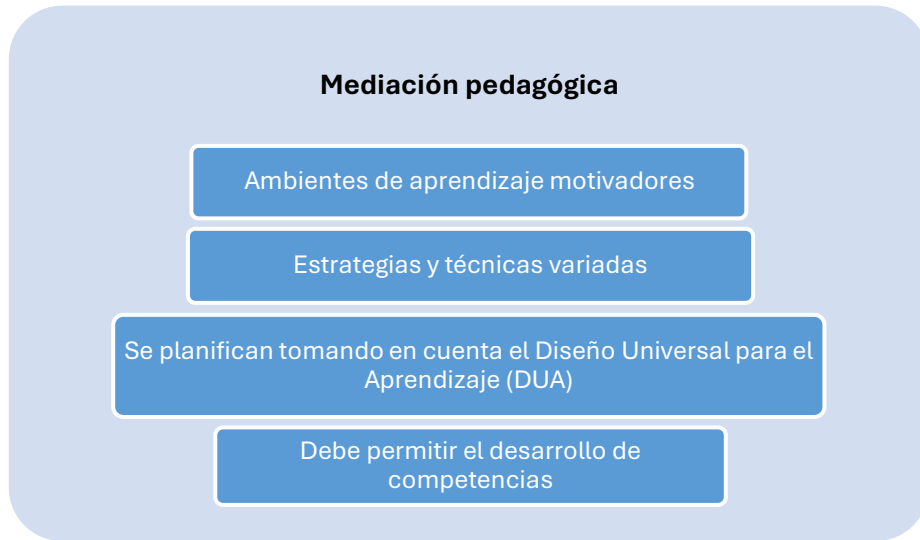 Mediación pedagógica
Ambientes de aprendizaje motivadores
Estrategias y técnicas variadas
Se planifican tomando en cuenta el Diseño Universal para el
Aprendizaje (DUA)
Debe permitir el desarrollo de
competencias